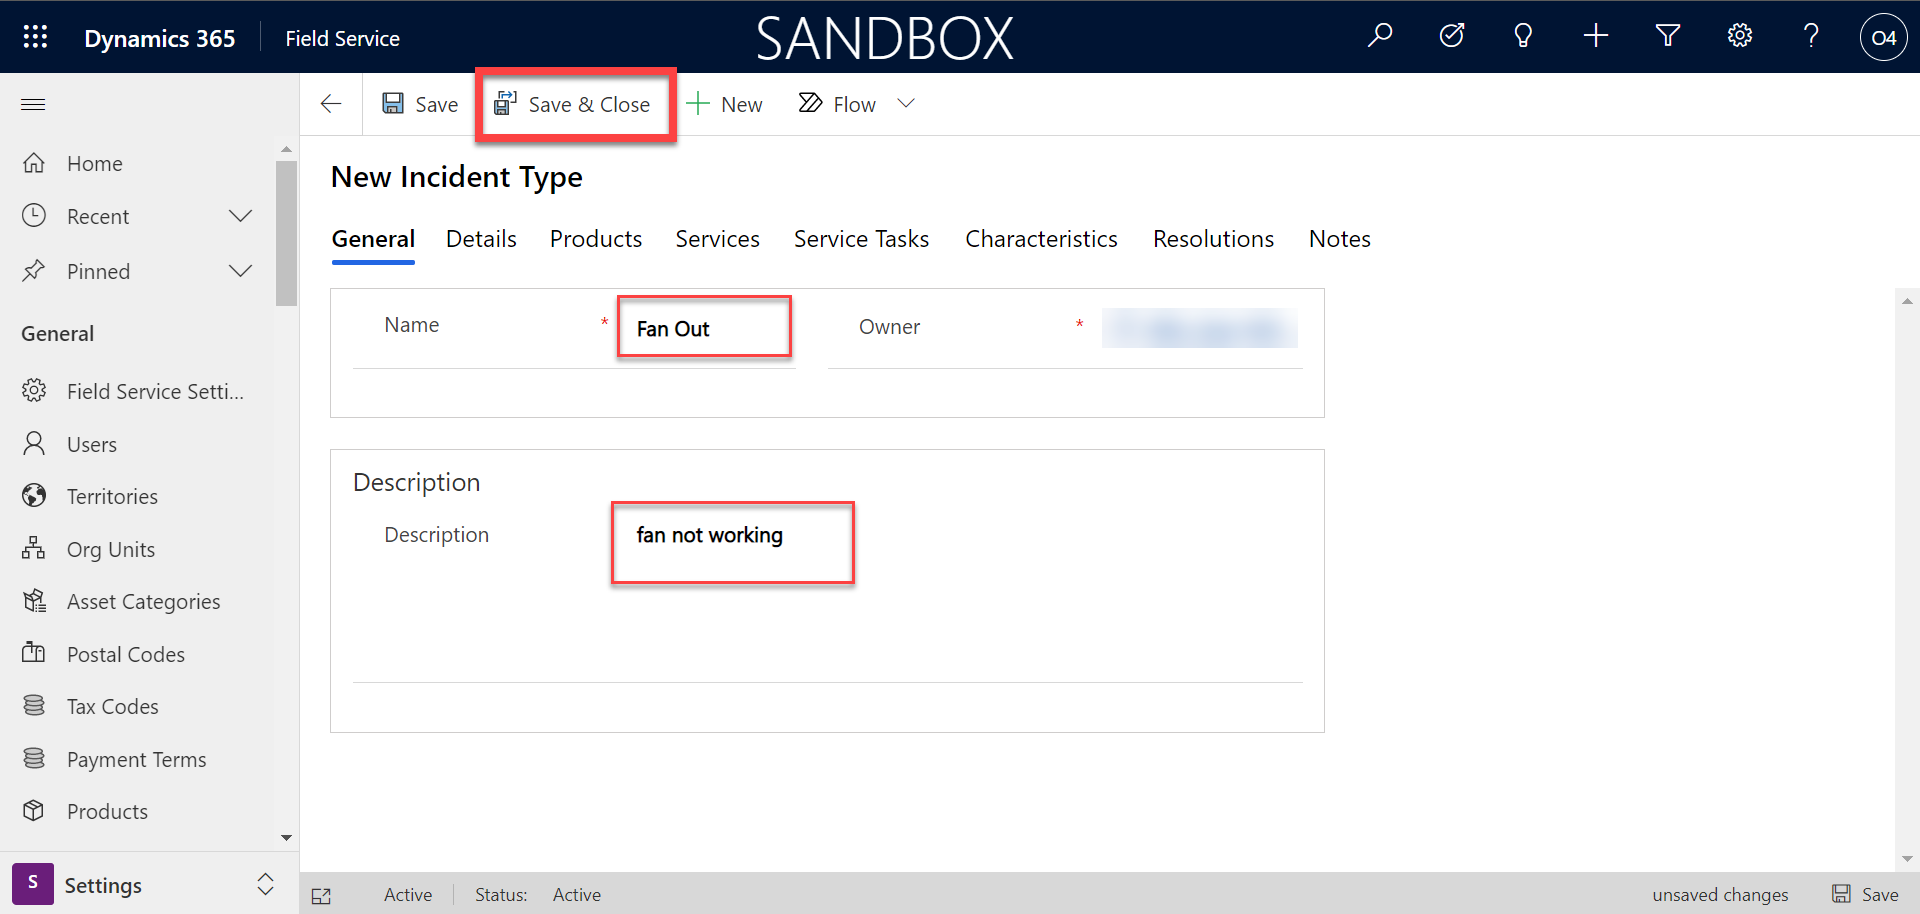 Dynamics 365
Field Service
SANDBOX
O4
Save
Save & Close
New
Flow
Home
Recent
Pinned
General
Field Service Setti...
Users
Territories
Org Units
Asset Categories
Postal Codes
Tax Codes
Payment Terms
Products
S
Settings
New Incident Type
General
Details
Products
Services
Service Tasks
Characteristics
Resolutions
Notes
Name
*
Fan Out
Owner
*
Description
Description
fan not working
Active
Status:
Active
unsaved changes
Save